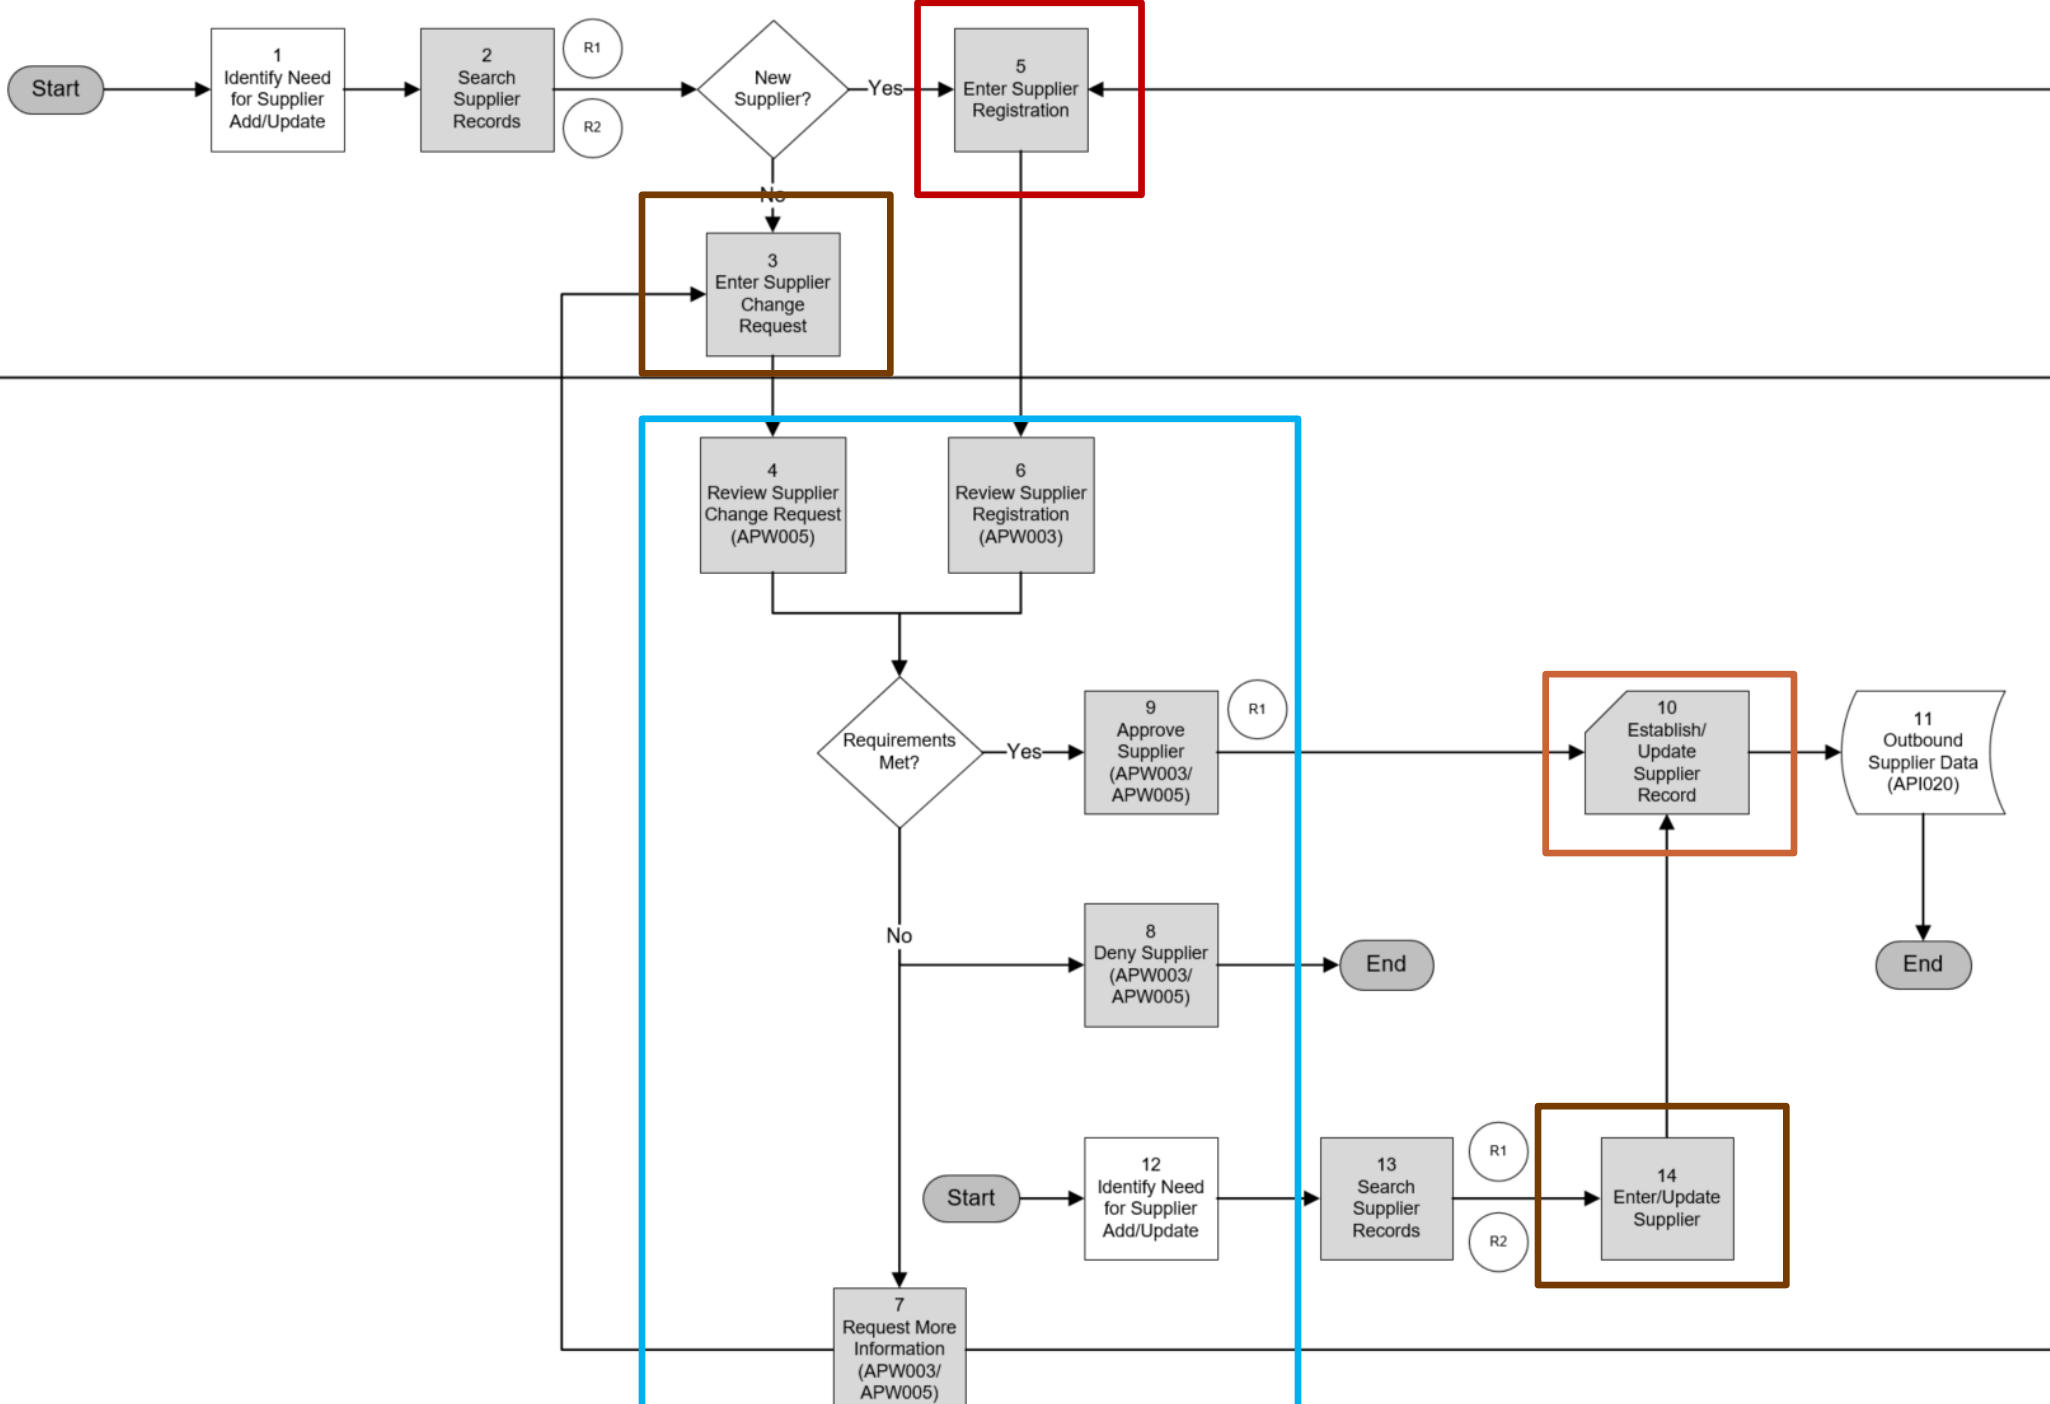 Start
1
Identify Need
for Supplier
Add/Update
2
Search
Supplier
Records
R1
R2
New
Supplier?
Yes
5
Enter Supplier
Registration
No
3
Enter Supplier
Change
Request
4
Review Supplier
Change Request
(APW005)
6
Review Supplier
Registration
(APW003)
Requirements
Met?
Yes
9
Approve
Supplier
(APW003/
APW005)
R1
10
Establish/
Update
Supplier
Record
11
Outbound
Supplier Data
(API020)
No
8
Deny Supplier
(APW003/
APW005)
End
End
Start
12
Identify Need
for Supplier
Add/Update
13
Search
Supplier
Records
R1
R2
14
Enter/Update
Supplier
7
Request More
Information
(APW003/
APW005)